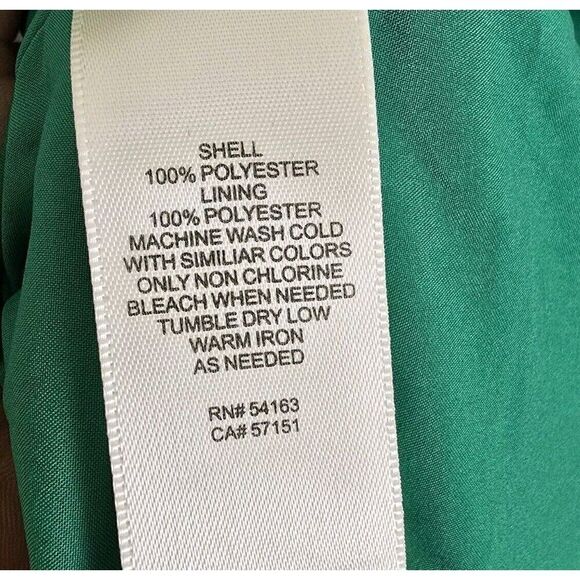 SHELL
100% POLYESTER
LINING
100% POLYESTER
MACHINE WASH COLD
WITH SIMILIAR COLORS
ONLY NON CHLORINE
BLEACH WHEN NEEDED
TUMBLE DRY LOW
WARM IRON
AS NEEDED
RN# 54163
CA# 57151